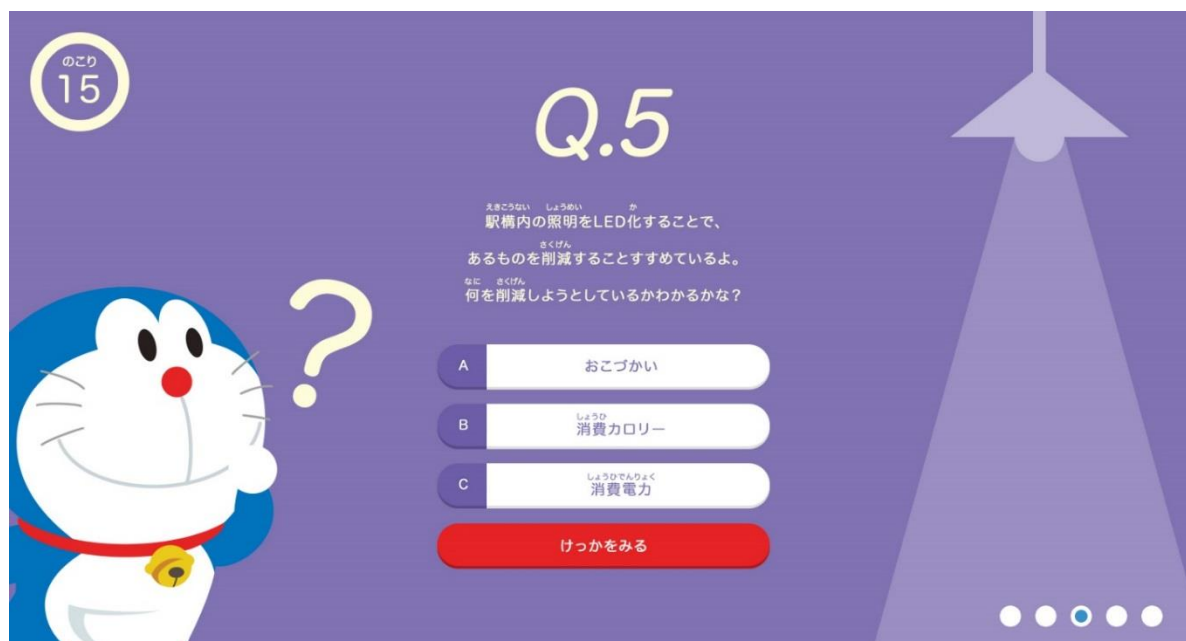 のこり
15
Q.5
えきこうない しょうめい か
駅構内の照明をLED化することで、
さくげん
あるものを削減することすすめているよ。
なに さくげん
何を削減しようとしているかわかるかな?
A おこづかい
しょうひ
B 消費カロリー
しょうひでんりょく
C 消費電力
けっかをみる